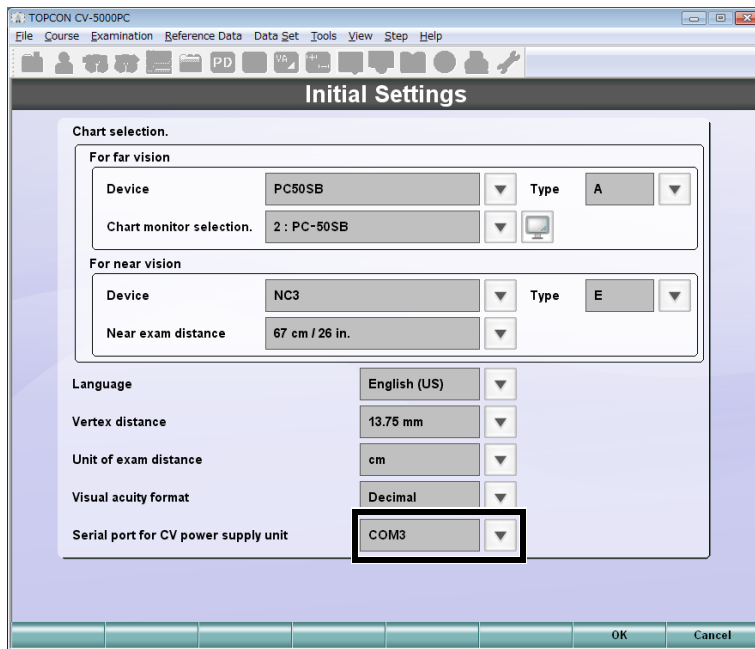 TOPCON CV-5000PC
File Course Examination Reference Data Data Set Tools View Step Help
PD VA
Initial Settings
Chart selection.
For far vision
Device PC50SB Type A
Chart monitor selection. 2 : PC-50SB
For near vision
Device NC3 Type E
Near exam distance 67 cm / 26 in.
Language English (US)
Vertex distance 13.75 mm
Unit of exam distance cm
Visual acuity format Decimal
Serial port for CV power supply unit COM3
OK Cancel